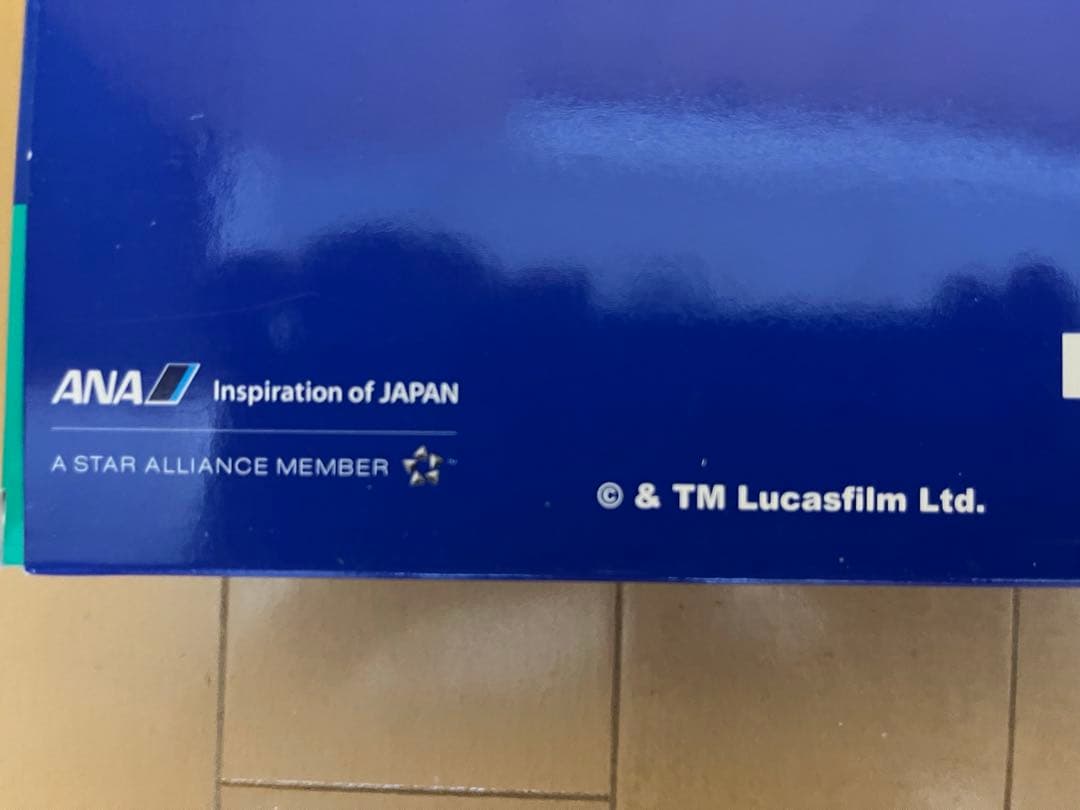 ANA Inspiration of JAPAN
A STAR ALLIANCE MEMBER
© & TM Lucasfilm Ltd.